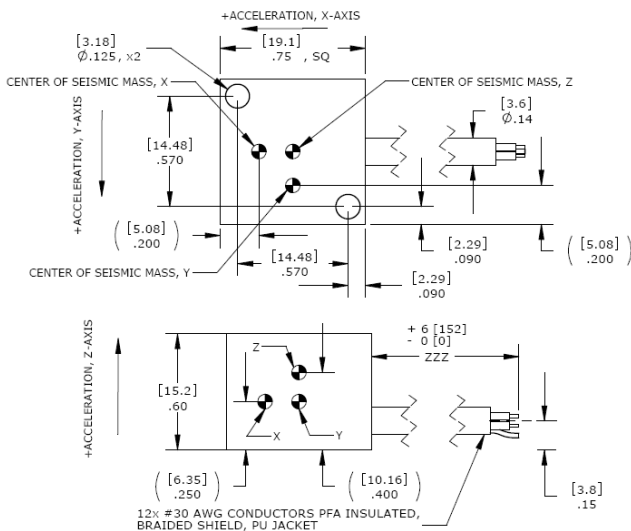 +ACCELERATION, X-AXIS
[3.18]
Ø.125, x2
[19.1]
.75 , SQ
CENTER OF SEISMIC MASS, X
CENTER OF SEISMIC MASS, Z
[3.6]
Ø.14
+ACCELERATION, Y-AXIS
[14.48]
.570
( [5.08]
.200 )
[14.48]
.570
[2.29]
.090
( [5.08]
.200 )
CENTER OF SEISMIC MASS, Y
[2.29]
.090
+ACCELERATION, Z-AXIS
+ 6 [152]
- 0 [0]
ZZZ
Z
[15.2]
.60
X
Y
( [6.35]
.250 )
( [10.16]
.400 )
[3.8]
.15
12x #30 AWG CONDUCTORS PFA INSULATED,
BRAIDED SHIELD, PU JACKET